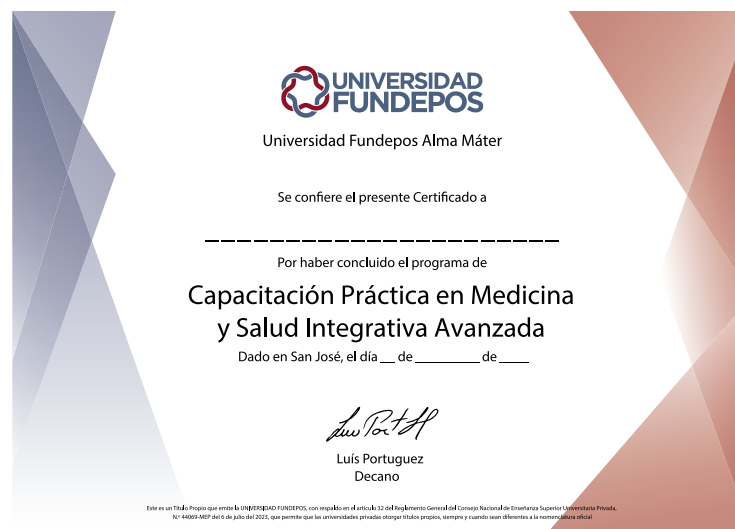 UNIVERSIDAD
FUNDEPOS
Universidad Fundepos Alma Máter
Se confiere el presente Certificado a
Por haber concluido el programa de
Capacitación Práctica en Medicina
y Salud Integrativa Avanzada
Dado en San José, el día __ de ________ de ____
Luís Portuguez
Decano
Este es un Título Propio que emite la UNIVERSIDAD FUNDEPOS, con respaldo en el artículo 32 del Reglamento General del Consejo Nacional de Enseñanza Superior Universitaria Privada,
N.º 44069-MEP del 6 de julio del 2023, que permite que las universidades privadas otorgar títulos propios, siempre y cuando sean diferentes a la nomenclatura oficial